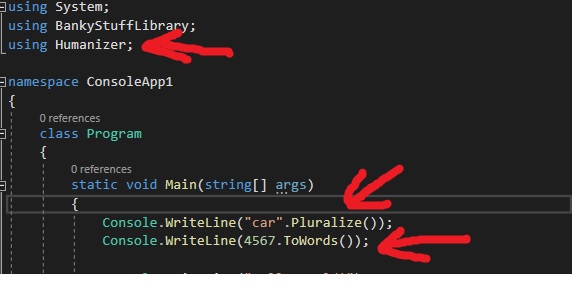 using System;
using BankyStuffLibrary;
using Humanizer;
namespace ConsoleApp1
{
0 references
class Program
{
0 references
static void Main(string[] args)
{
Console.WriteLine("car".Pluralize());
Console.WriteLine(4567.ToWords());